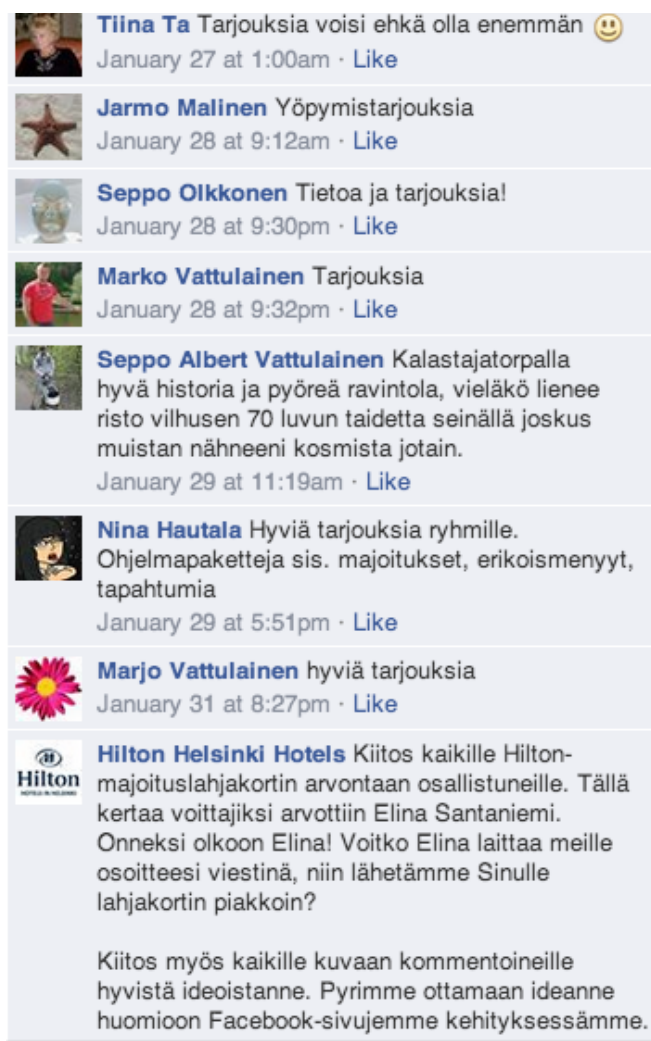 Tiina Ta Tarjouksia voisi ehkä olla enemmän
January 27 at 1:00am · Like
Jarmo Malinen Yöpymistarjouksia
January 28 at 9:12am · Like
Seppo Olkkonen Tietoa ja tarjouksia!
January 28 at 9:30pm · Like
Marko Vattulainen Tarjouksia
January 28 at 9:32pm · Like
Seppo Albert Vattulainen Kalastajatorpalla
hyvä historia ja pyöreä ravintola, vieläkö lienee
risto vilhusen 70 luvun taidetta seinällä joskus
muistan nähneeni kosmista jotain.
January 29 at 11:19am · Like
Nina Hautala Hyviä tarjouksia ryhmille.
Ohjelmapaketteja sis. majoitukset, erikoismenyyt,
tapahtumia
January 29 at 5:51pm · Like
Marjo Vattulainen hyviä tarjouksia
January 31 at 8:27pm · Like
Hilton
Hilton Helsinki Hotels Kiitos kaikille Hilton-
majoituslahjakortin arvontaan osallistuneille. Tällä
kertaa voittajiksi arvottiin Elina Santaniemi.
Onneksi olkoon Elina! Voitko Elina laittaa meille
osoitteesi viestinä, niin lähetämme Sinulle
lahjakortin piakkoin?
Kiitos myös kaikille kuvaan kommentoineille
hyvistä ideoistanne. Pyrimme ottamaan ideanne
huomioon Facebook-sivujemme kehityksessämme.